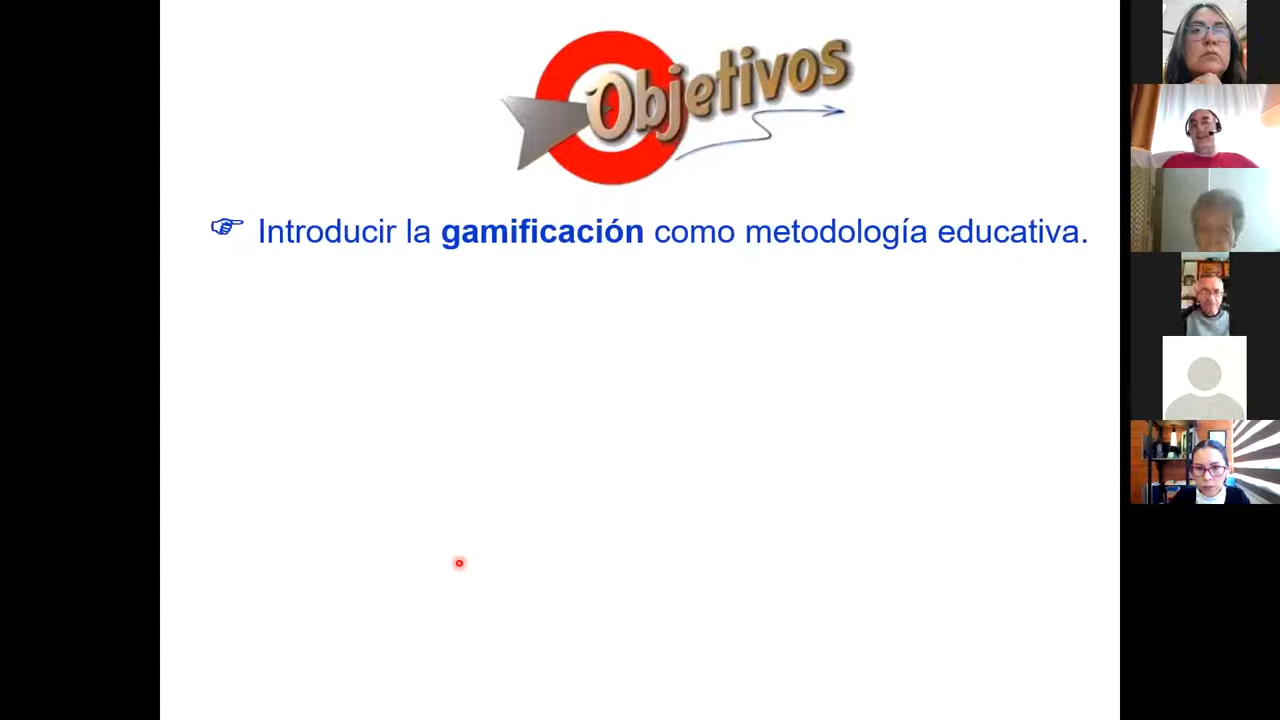 Objetivos
☞ Introducir la gamificación como metodología educativa.